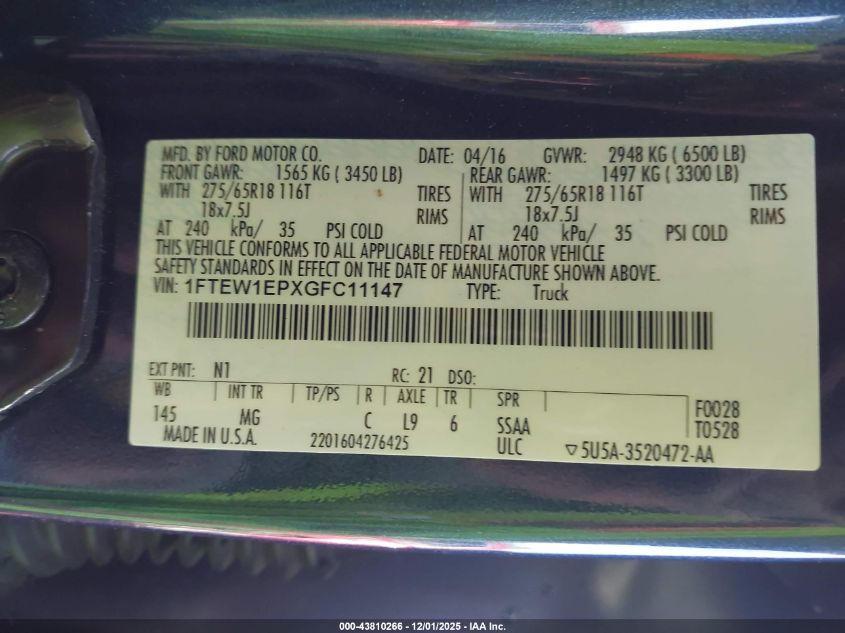 MFD. BY FORD MOTOR CO. DATE: 04/16 GVWR: 2948 KG ( 6500 LB)
FRONT GAWR: 1565 KG ( 3450 LB) REAR GAWR: 1497 KG ( 3300 LB)
WITH 275/65R18 116T TIRES WITH 275/65R18 116T TIRES
18x7.5J RIMS 18x7.5J RIMS
AT 240 kPa/ 35 PSI COLD AT 240 kPa/ 35 PSI COLD
THIS VEHICLE CONFORMS TO ALL APPLICABLE FEDERAL MOTOR VEHICLE
SAFETY STANDARDS IN EFFECT ON THE DATE OF MANUFACTURE SHOWN ABOVE.
VIN: 1FTEW1EPXGFC11147 TYPE: Truck
EXT PNT: N1 RC: 21 DSO:
WB INT TR TP/PS R AXLE TR SPR F0028
145 MG C L9 6 SSAA T0528
MADE IN U.S.A. 2201604276425 ULC ▽5U5A-3520472-AA
000-43810266 - 12/01/2025 - IAA Inc.